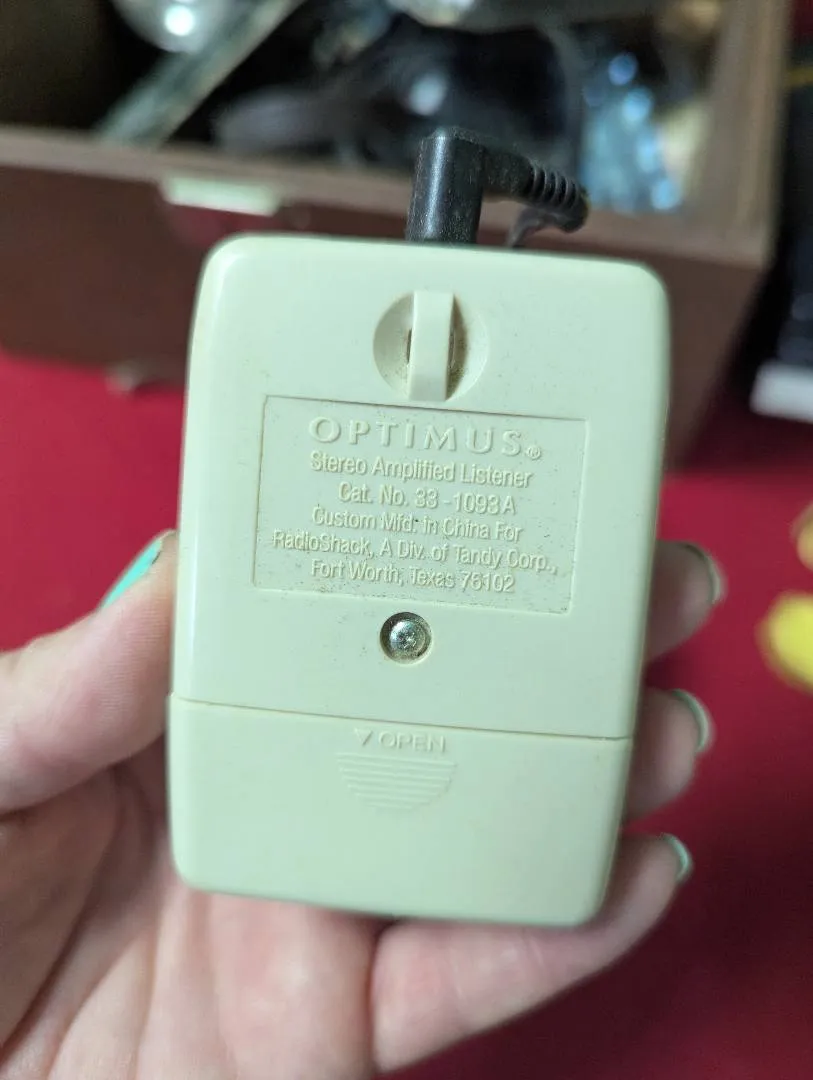 OPTIMUS®
Stereo Amplified Listener
Cat. No. 33-1093A
Custom Mfd. in China For
RadioShack, A Div. of Tandy Corp.,
Fort Worth, Texas 76102
▽ OPEN